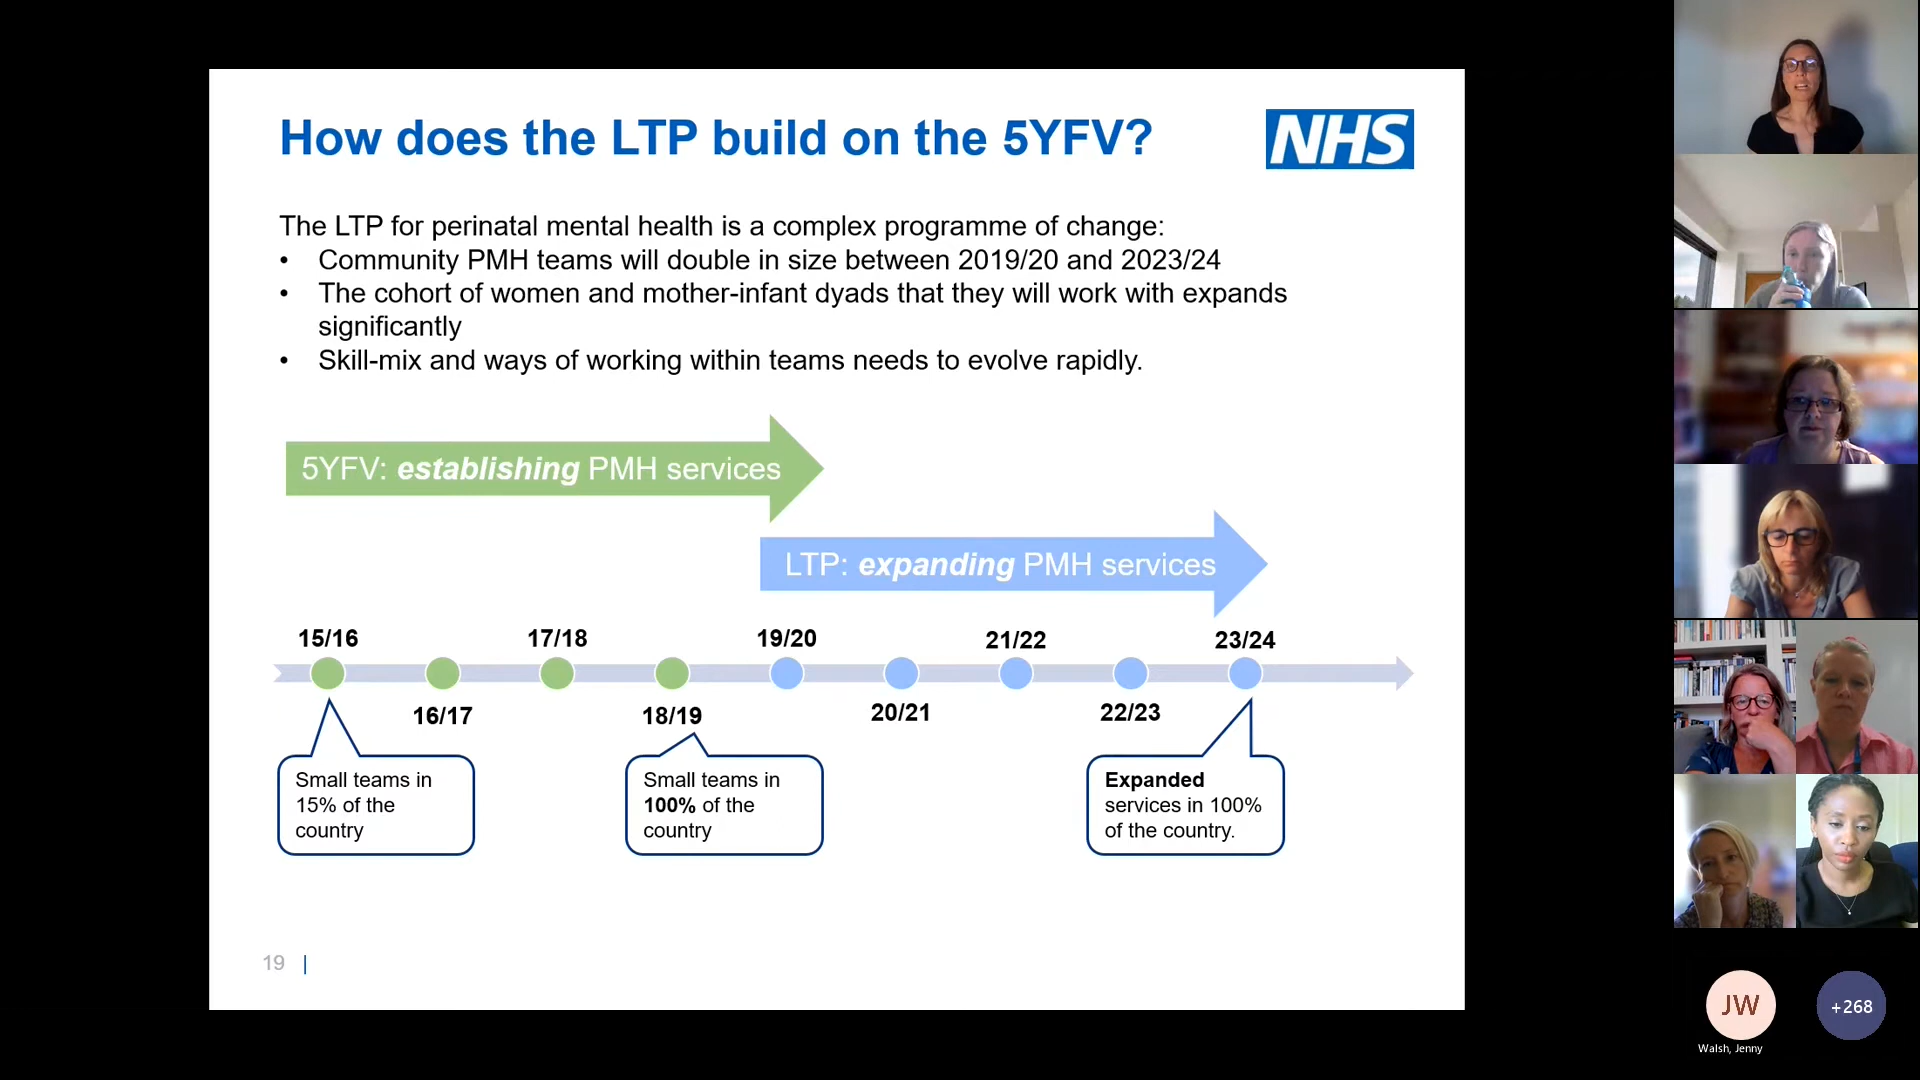 How does the LTP build on the 5YFV?
NHS
The LTP for perinatal mental health is a complex programme of change:
• Community PMH teams will double in size between 2019/20 and 2023/24
• The cohort of women and mother-infant dyads that they will work with expands
significantly
• Skill-mix and ways of working within teams needs to evolve rapidly.
5YFV: establishing PMH services
LTP: expanding PMH services
15/16
17/18
19/20
21/22
23/24
16/17
18/19
20/21
22/23
Small teams in
15% of the
country
Small teams in
100% of the
country
Expanded
services in 100%
of the country.
19 |
JW
+268
Walsh, Jenny